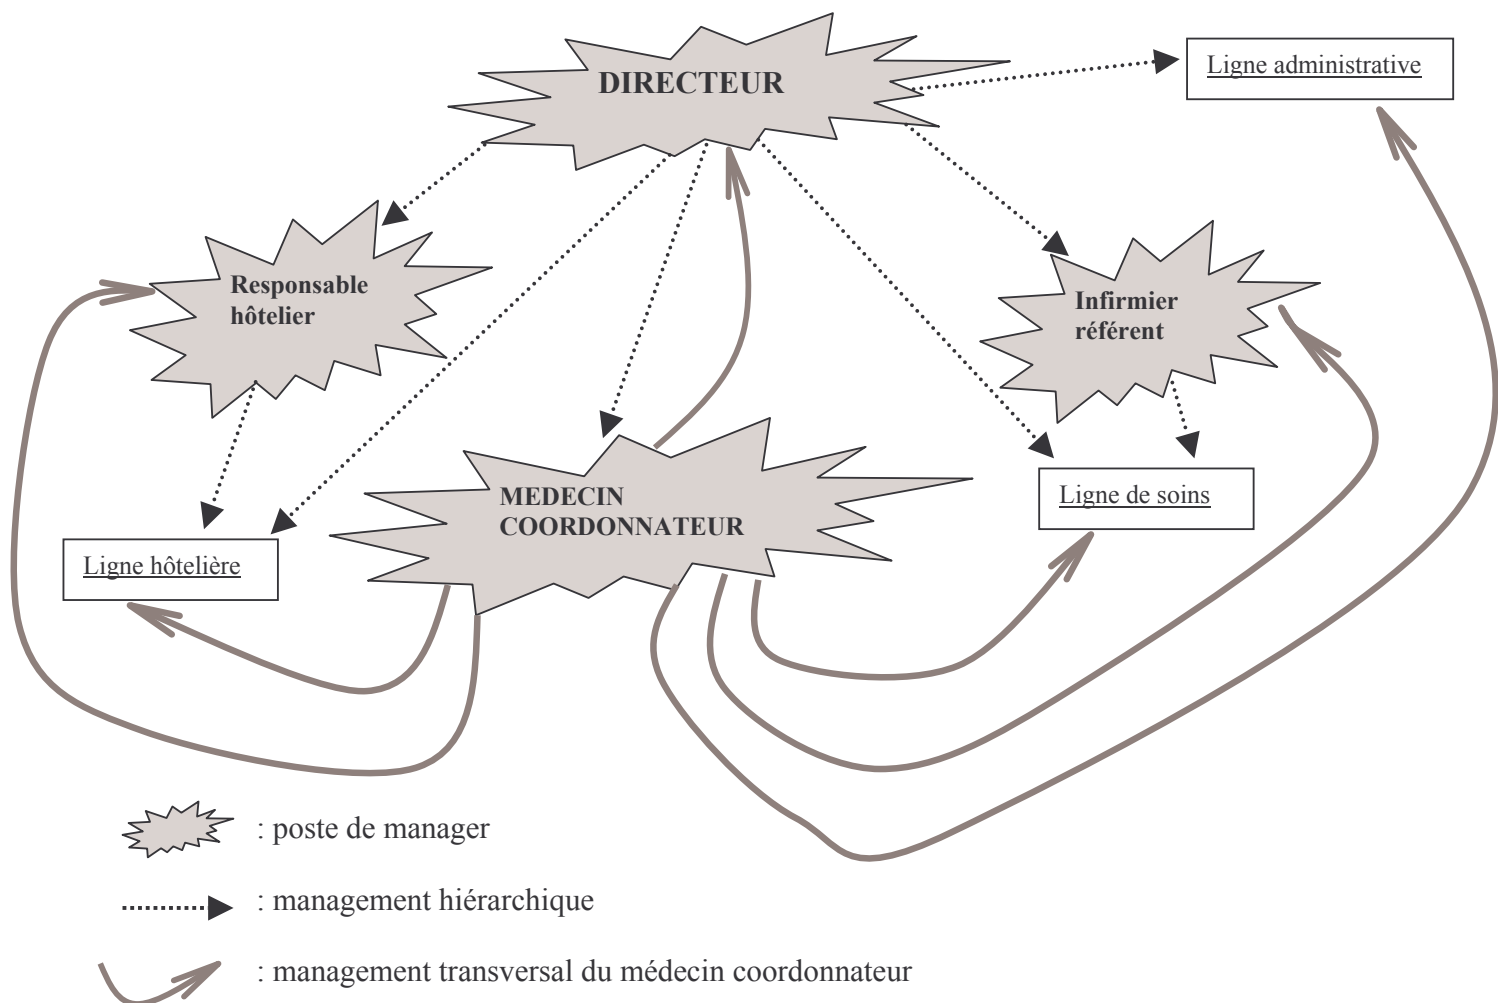 DIRECTEUR
Ligne administrative
Responsable
hôtelier
Infirmier
référent
MEDECIN
COORDONNATEUR
Ligne de soins
Ligne hôtelière
: poste de manager
: management hiérarchique
: management transversal du médecin coordonnateur